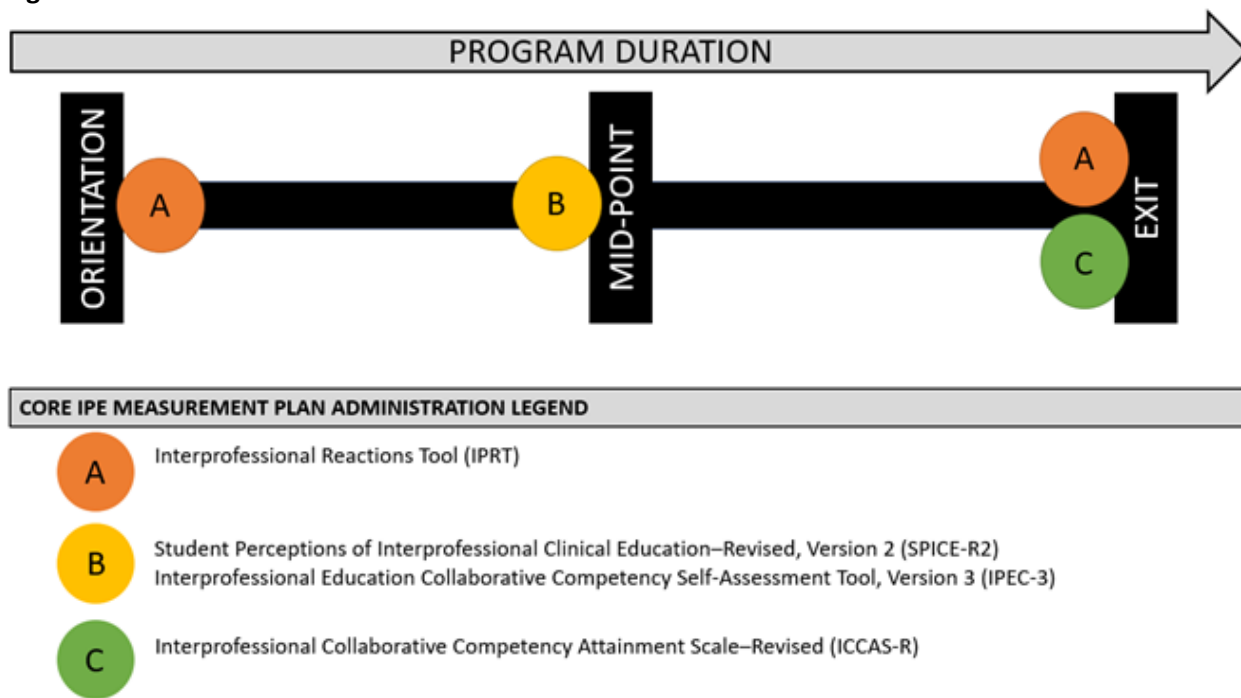 PROGRAM DURATION
ORIENTATION
A
B
MID-POINT
A
C
EXIT
CORE IPE MEASUREMENT PLAN ADMINISTRATION LEGEND
A
Interprofessional Reactions Tool (IPRT)
B
Student Perceptions of Interprofessional Clinical Education–Revised, Version 2 (SPICE-R2)
Interprofessional Education Collaborative Competency Self-Assessment Tool, Version 3 (IPEC-3)
C
Interprofessional Collaborative Competency Attainment Scale–Revised (ICCAS-R)